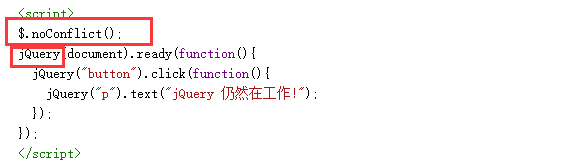 <script>
$.noConflict();
jQuery(document).ready(function(){
  jQuery("button").click(function(){
    jQuery("p").text("jQuery 仍然在工作!");
  });
});
</script>